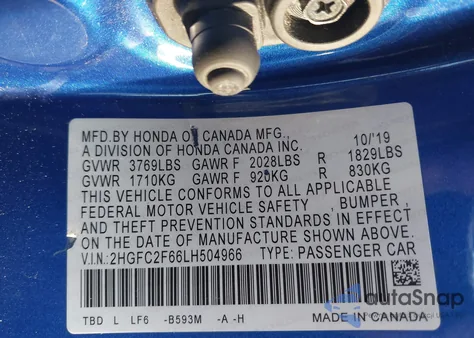 MFD.BY HONDA OF CANADA MFG., 10/'19
A DIVISION OF HONDA CANADA INC.
GVWR 3769LBS GAWR F 2028LBS R 1829LBS
GVWR 1710KG GAWR F 920KG R 830KG
THIS VEHICLE CONFORMS TO ALL APPLICABLE
FEDERAL MOTOR VEHICLE SAFETY , BUMPER ,
AND THEFT PREVENTION STANDARDS IN EFFECT
ON THE DATE OF MANUFACTURE SHOWN ABOVE.
V.I.N.:2HGFC2F66LH504966 TYPE: PASSENGER CAR
TBD L LF6 -B593M -A -H MADE IN CANADA
autoSnap